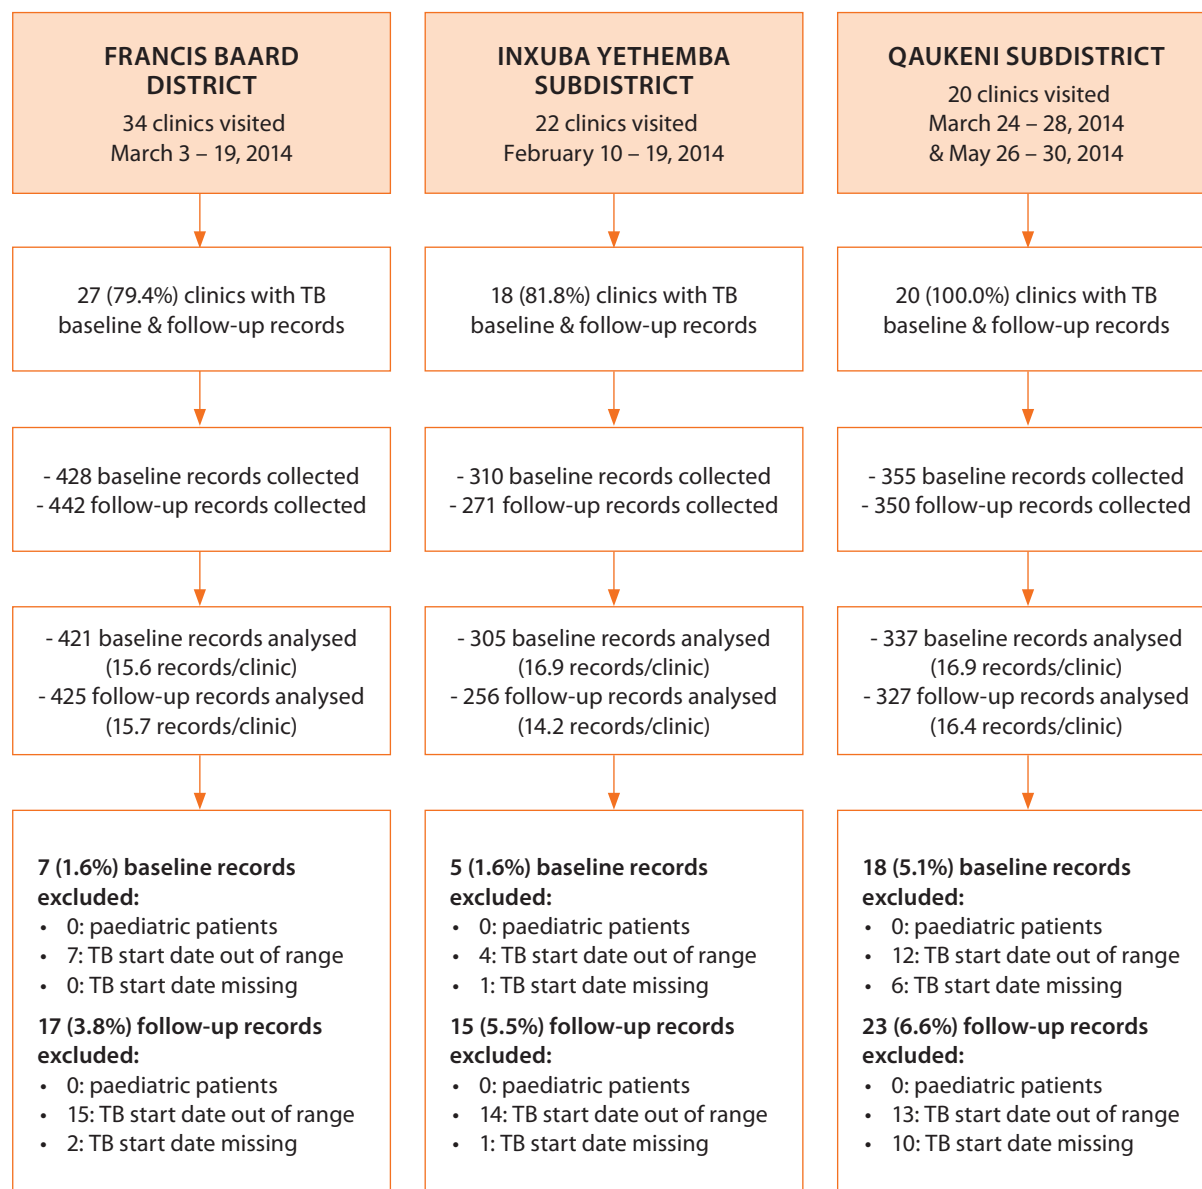 FRANCIS BAARD
DISTRICT
34 clinics visited
March 3 – 19, 2014
27 (79.4%) clinics with TB
baseline & follow-up records
- 428 baseline records collected
- 442 follow-up records collected
- 421 baseline records analysed
(15.6 records/clinic)
- 425 follow-up records analysed
(15.7 records/clinic)
7 (1.6%) baseline records
excluded:
• 0: paediatric patients
• 7: TB start date out of range
• 0: TB start date missing
17 (3.8%) follow-up records
excluded:
• 0: paediatric patients
• 15: TB start date out of range
• 2: TB start date missing
INXUBA YETHEMBA
SUBDISTRICT
22 clinics visited
February 10 – 19, 2014
18 (81.8%) clinics with TB
baseline & follow-up records
- 310 baseline records collected
- 271 follow-up records collected
- 305 baseline records analysed
(16.9 records/clinic)
- 256 follow-up records analysed
(14.2 records/clinic)
5 (1.6%) baseline records
excluded:
• 0: paediatric patients
• 4: TB start date out of range
• 1: TB start date missing
15 (5.5%) follow-up records
excluded:
• 0: paediatric patients
• 14: TB start date out of range
• 1: TB start date missing
QAUKENI SUBDISTRICT
20 clinics visited
March 24 – 28, 2014
& May 26 – 30, 2014
20 (100.0%) clinics with TB
baseline & follow-up records
- 355 baseline records collected
- 350 follow-up records collected
- 337 baseline records analysed
(16.9 records/clinic)
- 327 follow-up records analysed
(16.4 records/clinic)
18 (5.1%) baseline records
excluded:
• 0: paediatric patients
• 12: TB start date out of range
• 6: TB start date missing
23 (6.6%) follow-up records
excluded:
• 0: paediatric patients
• 13: TB start date out of range
• 10: TB start date missing